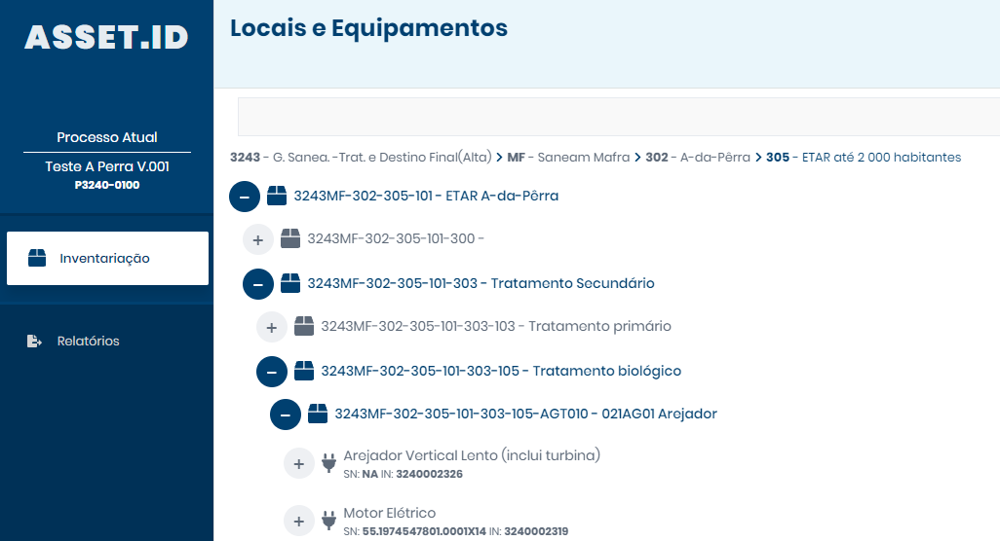 ASSET.ID
Locais e Equipamentos
Processo Atual
Teste A Perra V.001
P3240-0100
Inventariação
Relatórios
3243 - G. Sanea. -Trat. e Destino Final(Alta) > MF - Saneam Mafra > 302 - A-da-Pêrra > 305 - ETAR até 2 000 habitantes
3243MF-302-305-101 - ETAR A-da-Pêrra
3243MF-302-305-101-300 -
3243MF-302-305-101-303 - Tratamento Secundário
3243MF-302-305-101-303-103 - Tratamento primário
3243MF-302-305-101-303-105 - Tratamento biológico
3243MF-302-305-101-303-105-AGT010 - 021AG01 Arejador
Arejador Vertical Lento (inclui turbina)
SN: NA IN: 3240002326
Motor Elétrico
SN: 55.1974547801.0001X14 IN: 3240002319